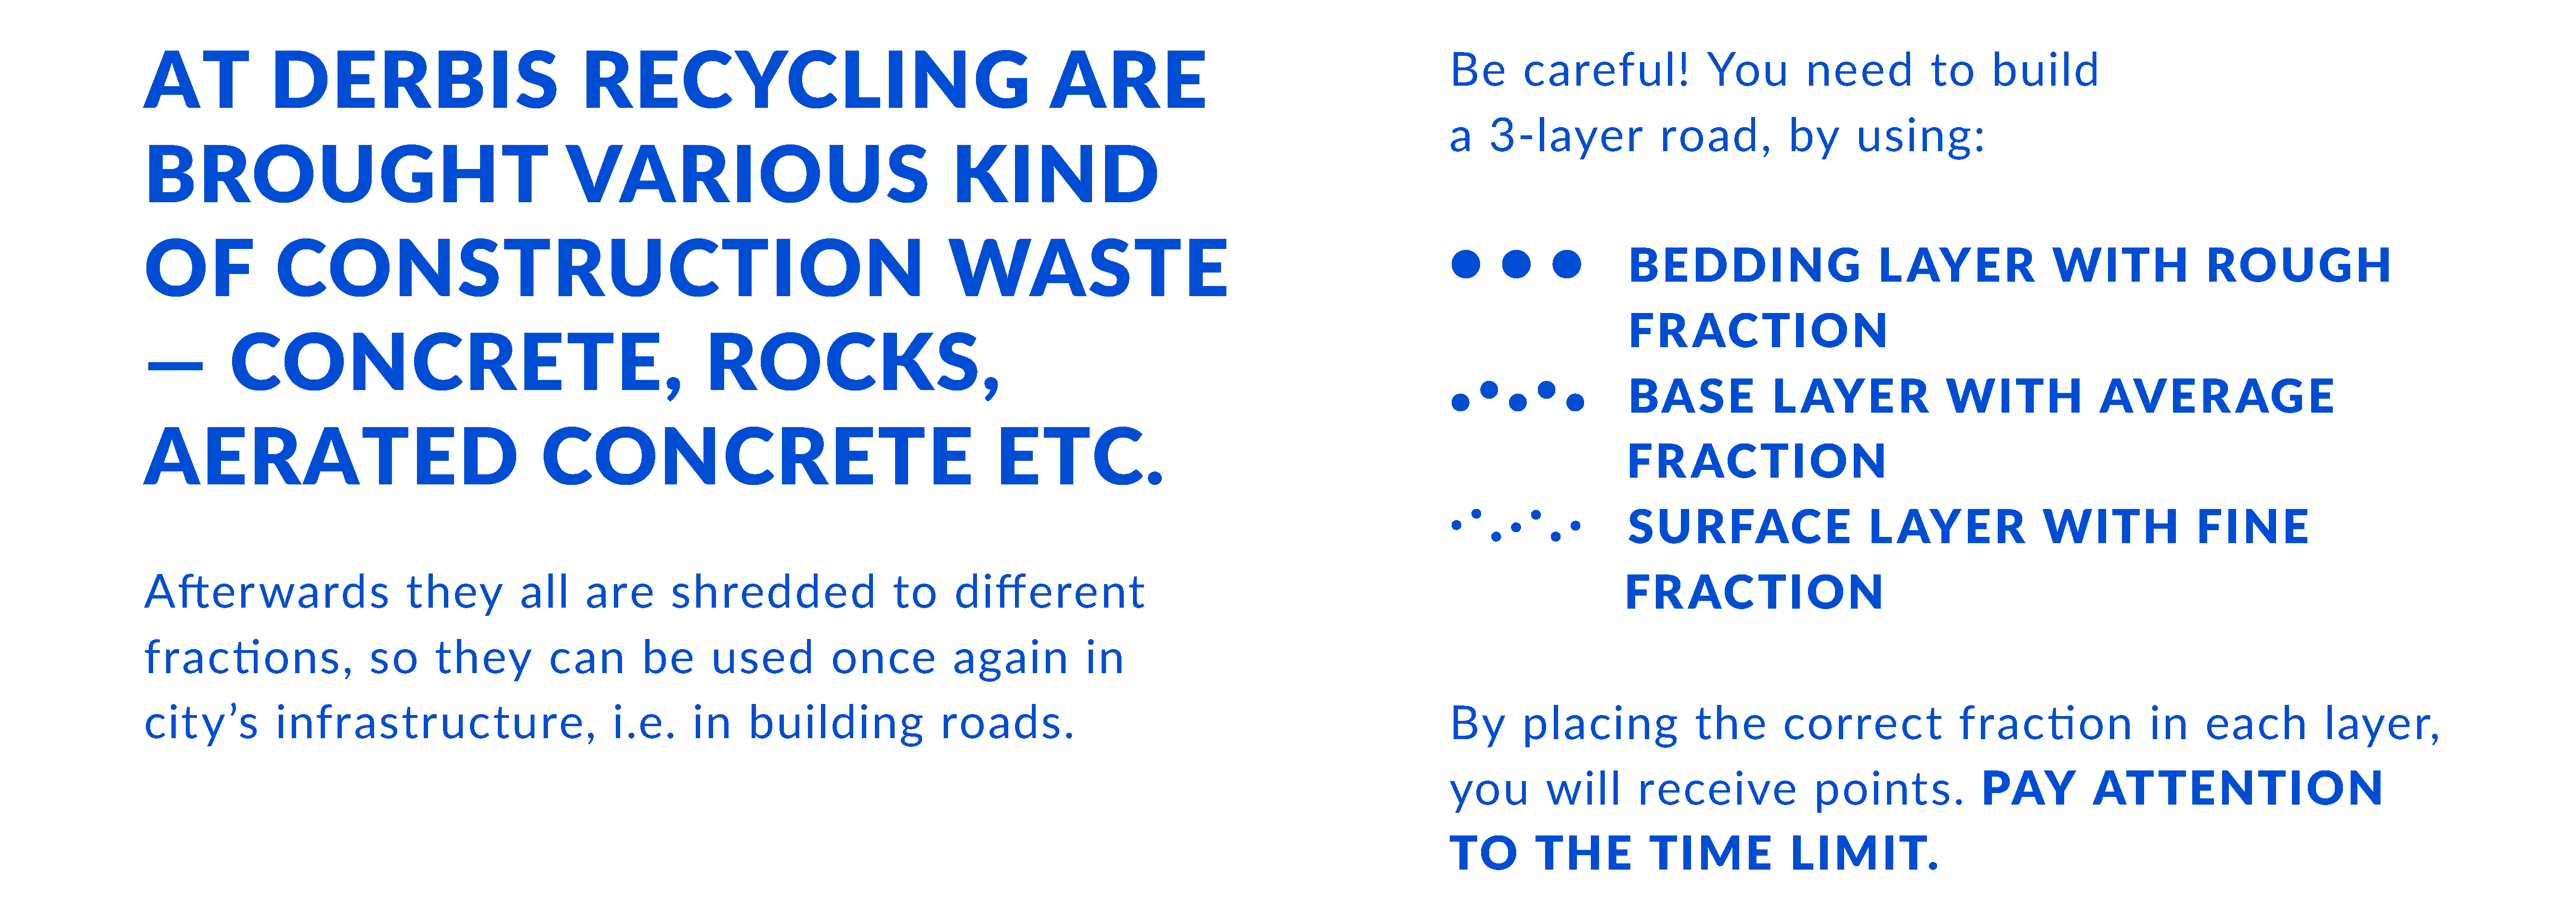 AT DERBIS RECYCLING ARE
BROUGHT VARIOUS KIND
OF CONSTRUCTION WASTE
— CONCRETE, ROCKS,
AERATED CONCRETE ETC.
Afterwards they all are shredded to different
fractions, so they can be used once again in
city’s infrastructure, i.e. in building roads.
Be careful! You need to build
a 3-layer road, by using:
BEDDING LAYER WITH ROUGH
FRACTION
BASE LAYER WITH AVERAGE
FRACTION
SURFACE LAYER WITH FINE
FRACTION
By placing the correct fraction in each layer,
you will receive points. PAY ATTENTION
TO THE TIME LIMIT.